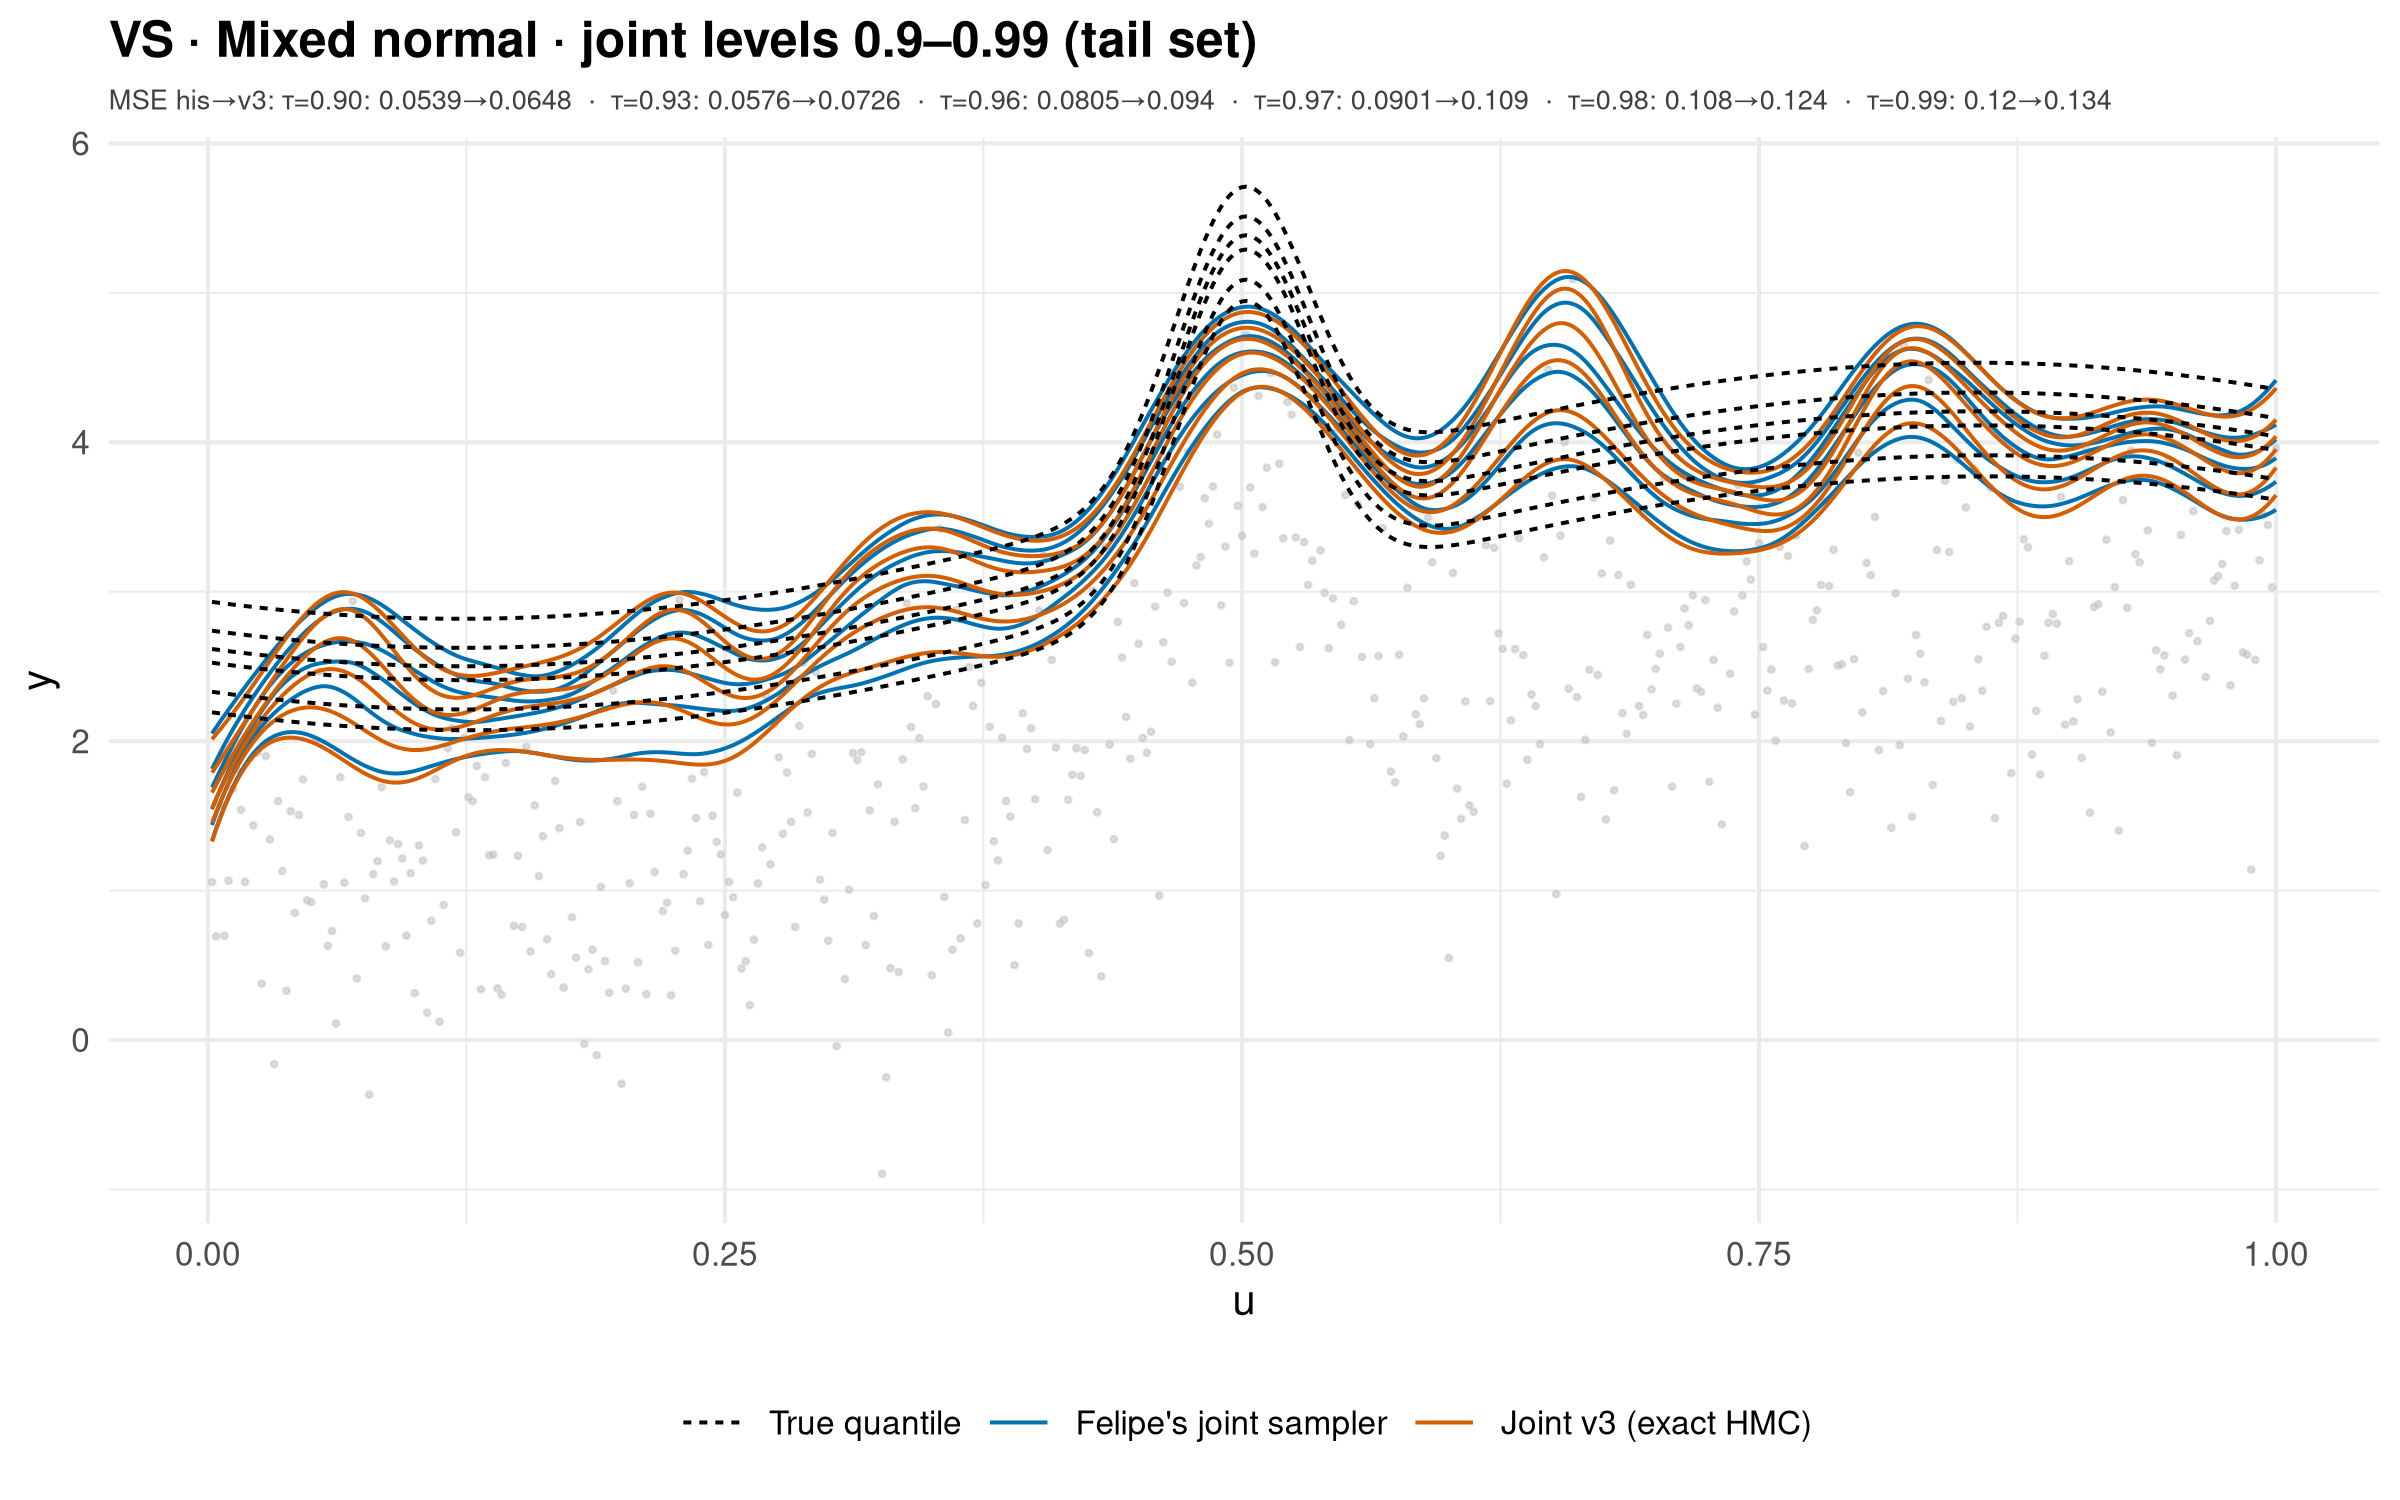 VS · Mixed normal · joint levels 0.9–0.99 (tail set)
MSE his→v3: τ=0.90: 0.0539→0.0648 · τ=0.93: 0.0576→0.0726 · τ=0.96: 0.0805→0.094 · τ=0.97: 0.0901→0.109 · τ=0.98: 0.108→0.124 · τ=0.99: 0.12→0.134
6
4
2
0
y
0.00 0.25 0.50 0.75 1.00
u
True quantile Felipe's joint sampler Joint v3 (exact HMC)